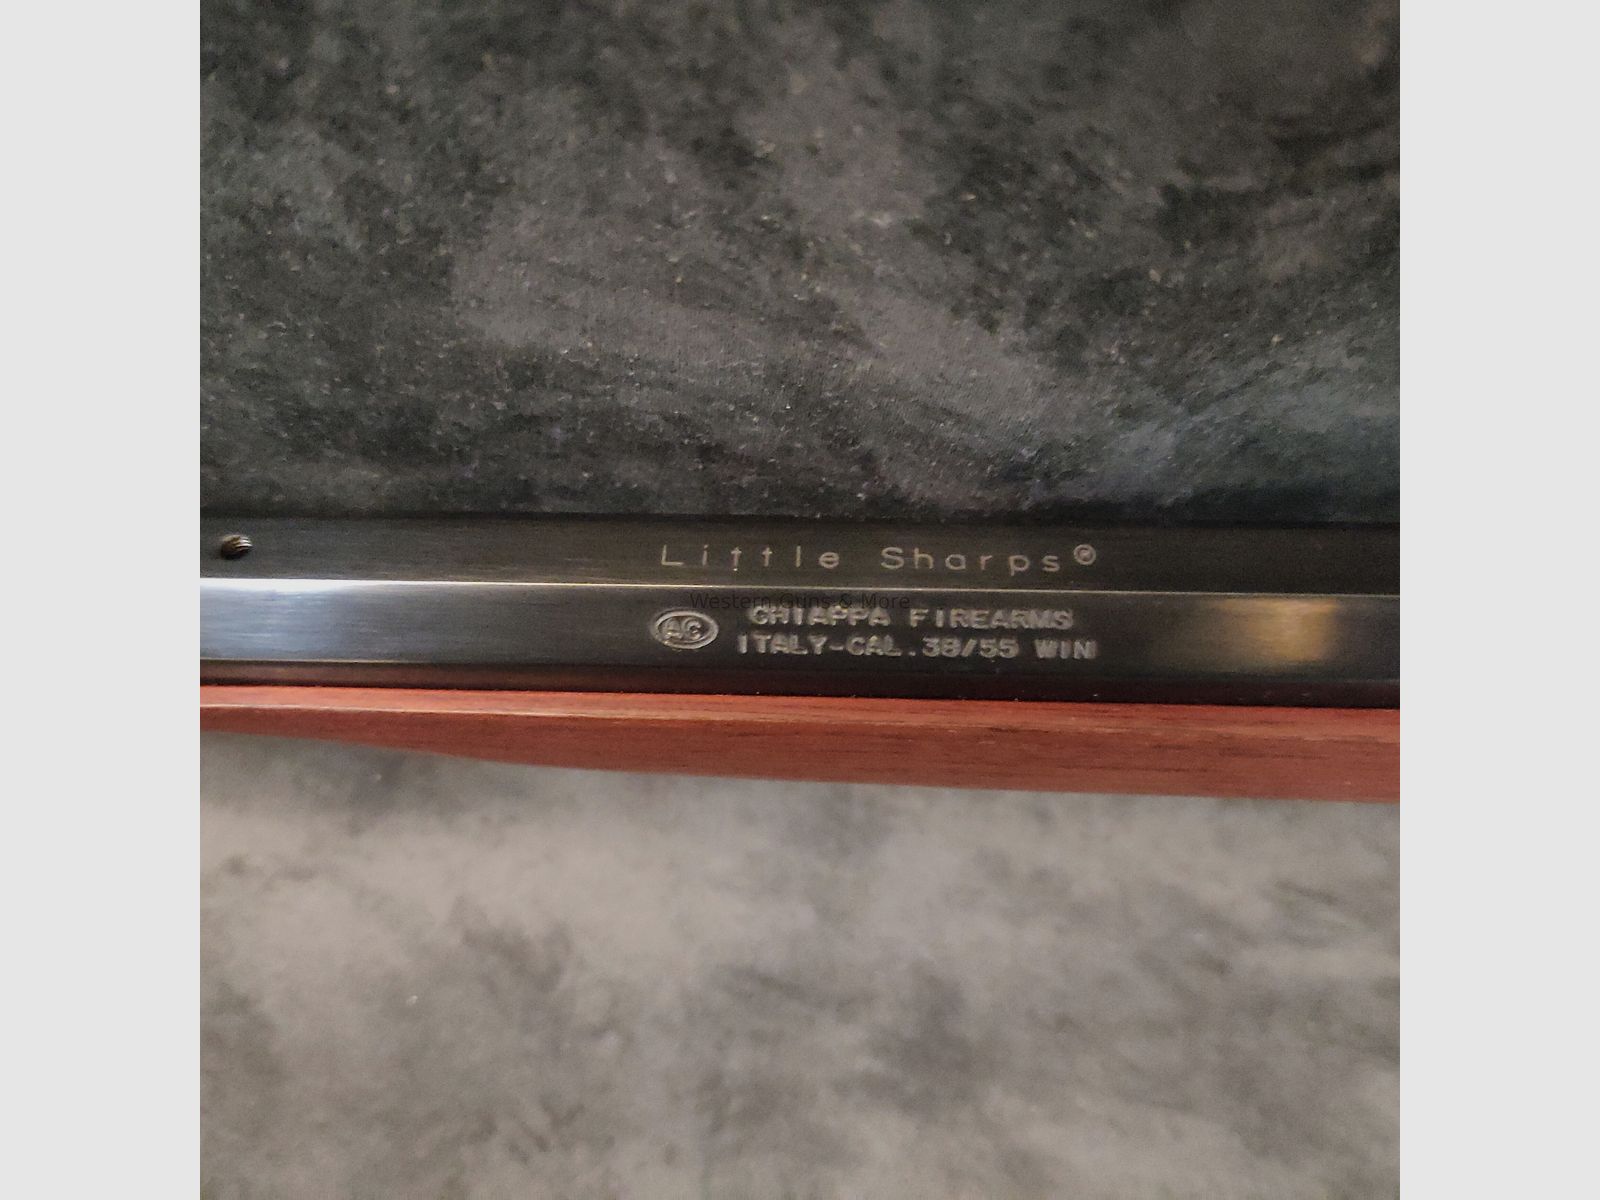 Little Sharps®
Western Guns & More
AC CHIAPPA FIREARMS
ITALY-CAL.38/55 WIN